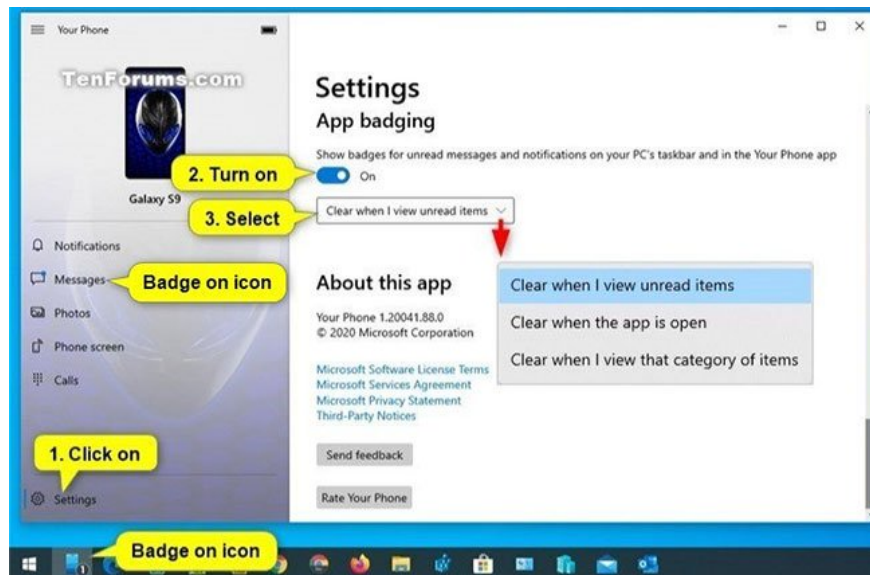 Your Phone
TenForums.com
Galaxy S9
Notifications
Messages
Badge on icon
Photos
Phone screen
Calls
1. Click on
Settings
Settings
App badging
Show badges for unread messages and notifications on your PC's taskbar and in the Your Phone app
2. Turn on
On
3. Select
Clear when I view unread items
Clear when I view unread items
Clear when the app is open
Clear when I view that category of items
About this app
Your Phone 1.20041.88.0
© 2020 Microsoft Corporation
Microsoft Software License Terms
Microsoft Services Agreement
Microsoft Privacy Statement
Third-Party Notices
Send feedback
Rate Your Phone
Badge on icon
1